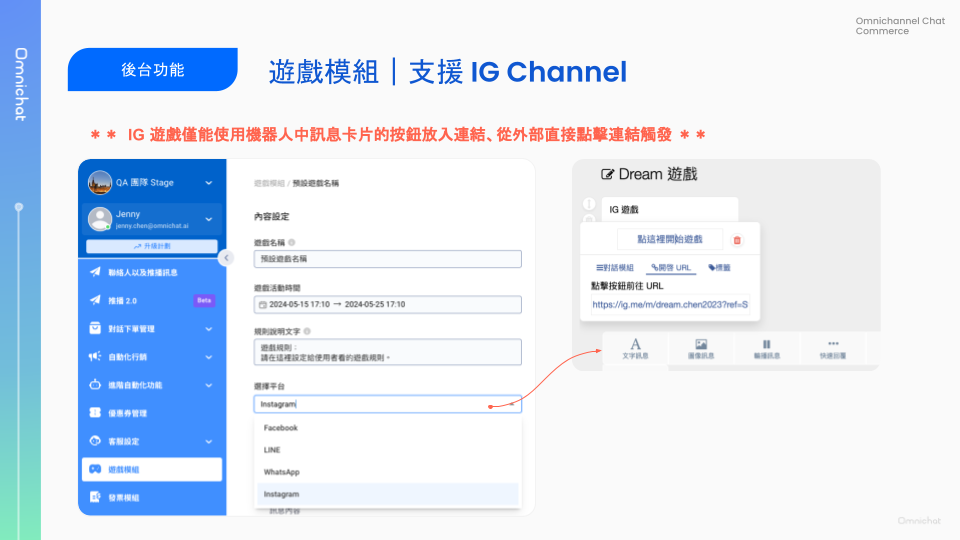 Omnichannel Chat
Commerce
Omnichat
後台功能
遊戲模組｜支援 IG Channel
＊＊ IG 遊戲僅能使用機器人中訊息卡片的按鈕放入連結、從外部直接點擊連結觸發 ＊＊
QA 團隊 Stage
Jenny
jenny.chen@omnichat.ai
升級計劃
聯絡人以及推播訊息
推播 2.0
Beta
對話下單管理
自動化行銷
進階自動化功能
優惠券管理
客服設定
遊戲模組
發票模組
遊戲模組 / 預設遊戲名稱
內容設定
遊戲名稱
預設遊戲名稱
遊戲活動時間
2024-05-15 17:10 → 2024-05-25 17:10
規則說明文字
遊戲規則：
請在這裡設定給使用者看的遊戲規則。
選擇平台
Instagram
Facebook
LINE
WhatsApp
Instagram
訊息內容
Dream 遊戲
IG 遊戲
點這裡開始遊戲
對話模組
開啓 URL
標籤
點擊按鈕前往 URL
https://ig.me/m/dream.chen2023?ref=S
文字訊息
圖像訊息
輪播訊息
快速回覆
Omnichat